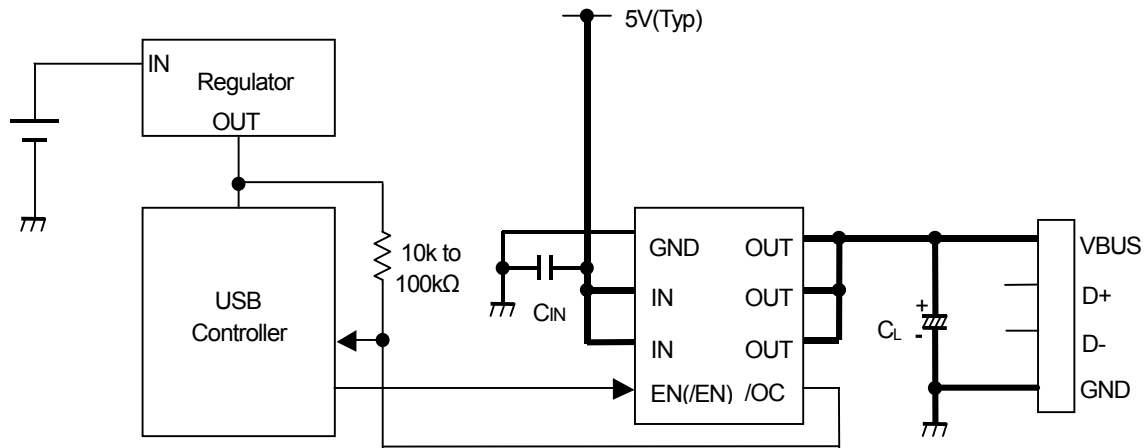 5V(Typ)
IN
Regulator
OUT
10k to
100kΩ
USB
Controller
CIN
GND
IN
IN
EN(/EN)
OUT
OUT
OUT
/OC
+
CL
-
VBUS
D+
D-
GND